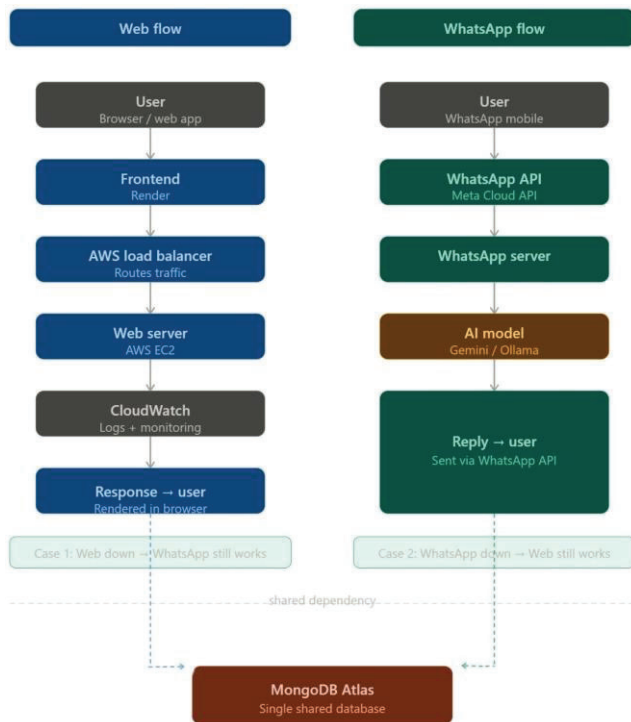 Web flow
WhatsApp flow
User
Browser / web app
User
WhatsApp mobile
Frontend
Render
WhatsApp API
Meta Cloud API
AWS load balancer
Routes traffic
WhatsApp server
Web server
AWS EC2
AI model
Gemini / Ollama
CloudWatch
Logs + monitoring
Reply → user
Sent via WhatsApp API
Response → user
Rendered in browser
Case 1: Web down → WhatsApp still works
Case 2: WhatsApp down → Web still works
shared dependency
MongoDB Atlas
Single shared database